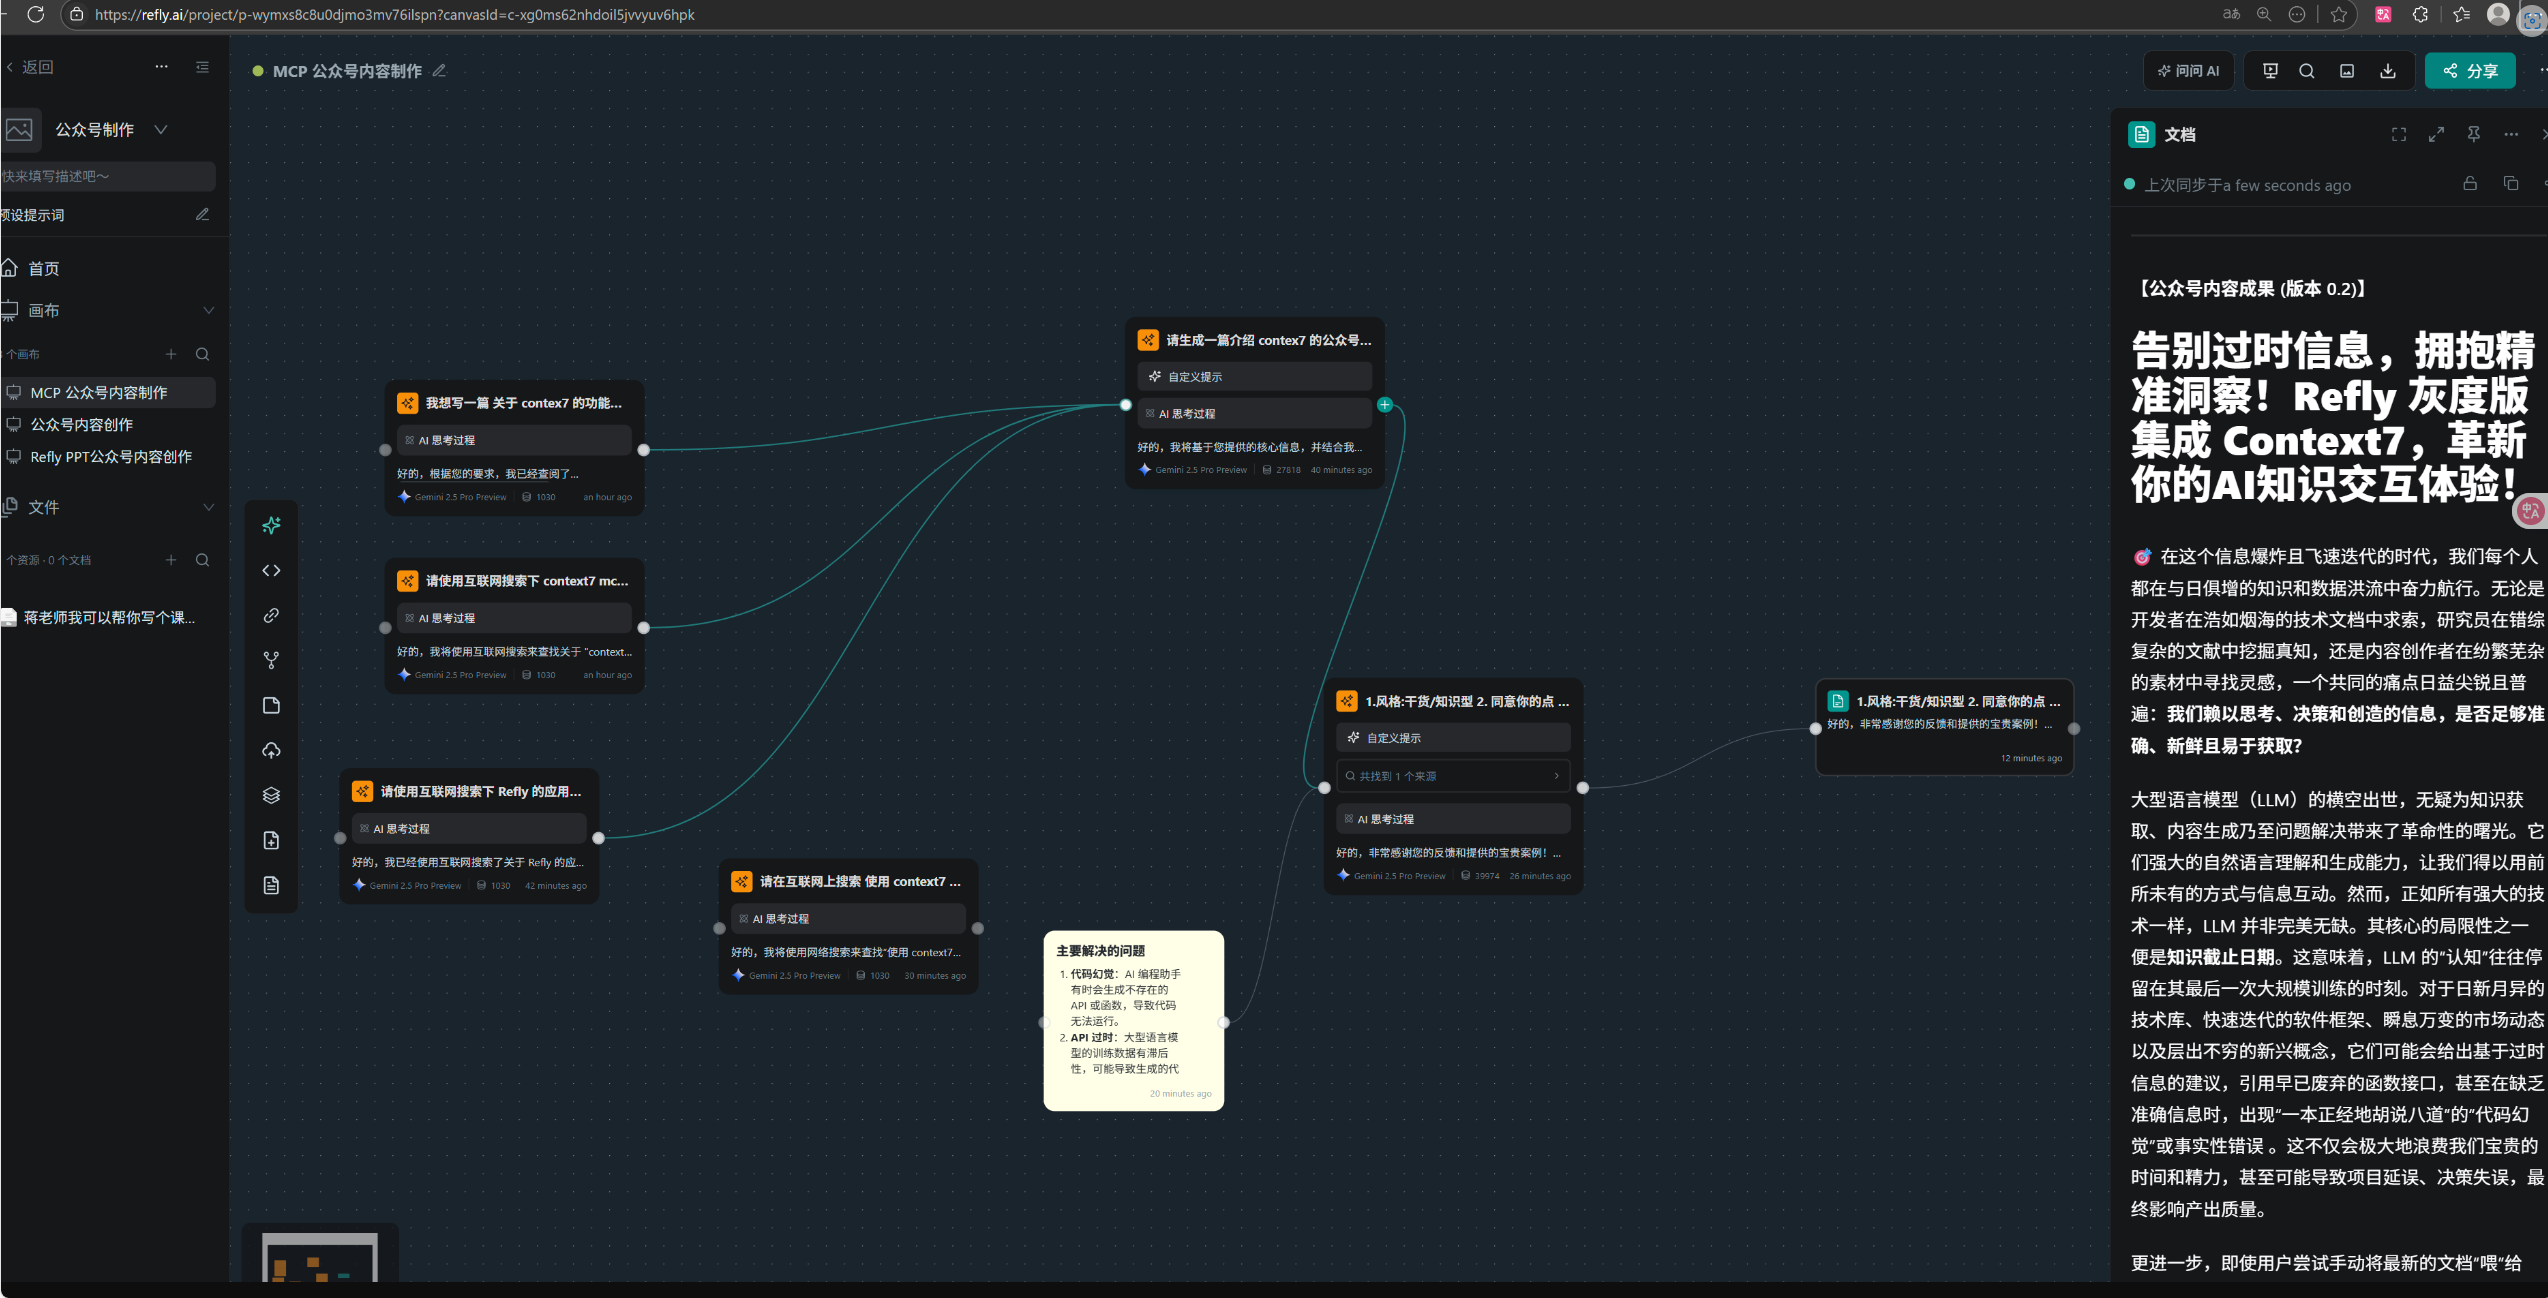 https://refly.ai/project/p-wymxs8c8u0djmo3mv76ilspn?canvasId=c-xg0ms62nhdoil5jvvyuv6hpk
返回
MCP 公众号内容制作
问问 AI
分享
公众号制作
快来填写描述吧～
预设提示词
首页
画布
个画布
MCP 公众号内容制作
公众号内容创作
Refly PPT公众号内容创作
文件
个资源 · 0 个文档
蒋老师我可以帮你写个课...
我想写一篇 关于 contex7 的功能...
AI 思考过程
好的，根据您的要求，我已经查阅了...
Gemini 2.5 Pro Preview 1030 an hour ago
请使用互联网搜索下 context7 mc...
AI 思考过程
好的，我将使用互联网搜索来查找关于 "context...
Gemini 2.5 Pro Preview 1030 an hour ago
请使用互联网搜索下 Refly 的应用...
AI 思考过程
好的，我已经使用互联网搜索了关于 Refly 的应...
Gemini 2.5 Pro Preview 1030 42 minutes ago
请在互联网上搜索 使用 context7 ...
AI 思考过程
好的，我将使用网络搜索来查找“使用 context7...
Gemini 2.5 Pro Preview 1030 30 minutes ago
请生成一篇介绍 contex7 的公众号...
自定义提示
AI 思考过程
好的，我将基于您提供的核心信息，并结合我...
Gemini 2.5 Pro Preview 27818 40 minutes ago
主要解决的问题
1. 代码幻觉：AI 编程助手
有时会生成不存在的
API 或函数，导致代码
无法运行。
2. API 过时：大型语言模
型的训练数据有滞后
性，可能导致生成的代
20 minutes ago
1.风格:干货/知识型 2. 同意你的点 ...
自定义提示
共找到 1 个来源
AI 思考过程
好的，非常感谢您的反馈和提供的宝贵案例！...
Gemini 2.5 Pro Preview 39974 26 minutes ago
1.风格:干货/知识型 2. 同意你的点 ...
好的，非常感谢您的反馈和提供的宝贵案例！...
12 minutes ago
文档
上次同步于a few seconds ago
【公众号内容成果 (版本 0.2)】
告别过时信息，拥抱精
准洞察！Refly 灰度版
集成 Context7，革新
你的AI知识交互体验！
🎯 在这个信息爆炸且飞速迭代的时代，我们每个人
都在与日俱增的知识和数据洪流中奋力航行。无论是
开发者在浩如烟海的技术文档中求索，研究员在错综
复杂的文献中挖掘真知，还是内容创作者在纷繁芜杂
的素材中寻找灵感，一个共同的痛点日益尖锐且普
遍：我们赖以思考、决策和创造的信息，是否足够准
确、新鲜且易于获取？
大型语言模型（LLM）的横空出世，无疑为知识获
取、内容生成乃至问题解决带来了革命性的曙光。它
们强大的自然语言理解和生成能力，让我们得以用前
所未有的方式与信息互动。然而，正如所有强大的技
术一样，LLM 并非完美无缺。其核心的局限性之一
便是知识截止日期。这意味着，LLM 的“认知”往往停
留在其最后一次大规模训练的时刻。对于日新月异的
技术库、快速迭代的软件框架、瞬息万变的市场动态
以及层出不穷的新兴概念，它们可能会给出基于过时
信息的建议，引用早已废弃的函数接口，甚至在缺乏
准确信息时，出现“一本正经地胡说八道”的“代码幻
觉”或事实性错误 。这不仅会极大地浪费我们宝贵的
时间和精力，甚至可能导致项目延误、决策失误，最
终影响产出质量。
更进一步，即使用户尝试手动将最新的文档“喂”给